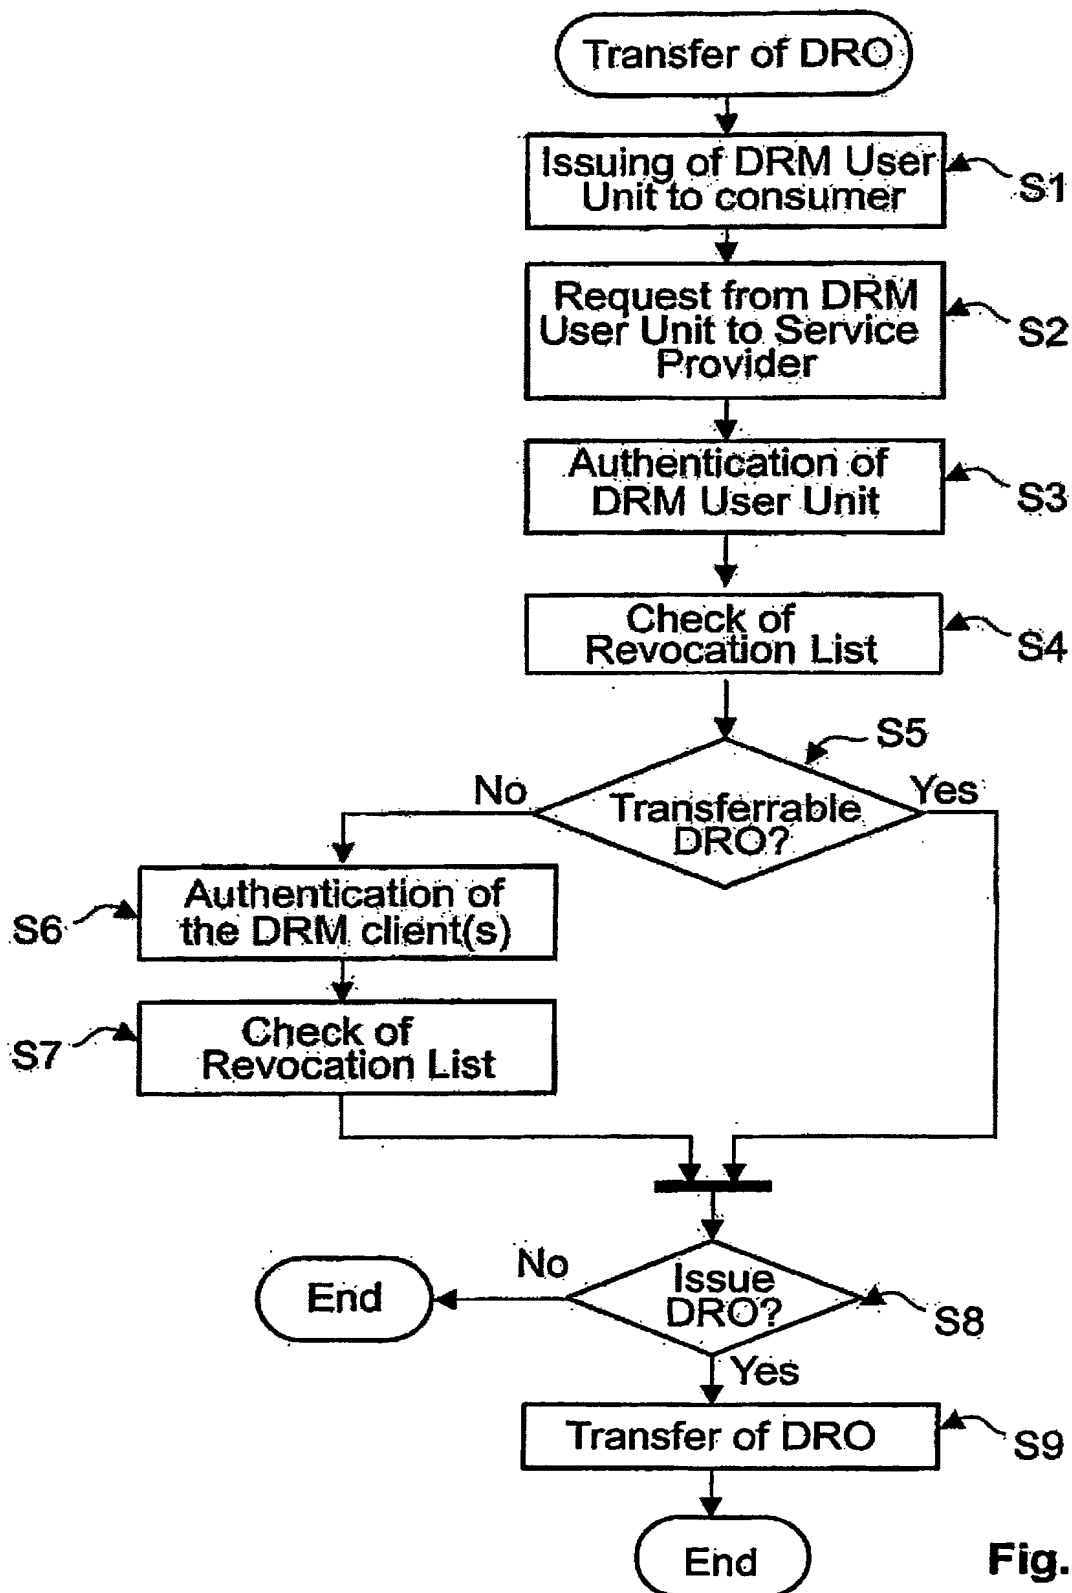 Transfer of DRO
Issuing of DRM User
Unit to consumer
S1
Request from DRM
User Unit to Service
Provider
S2
Authentication of
DRM User Unit
S3
Check of
Revocation List
S4
S5
No
Yes
Transferrable
DRO?
Authentication of
the DRM client(s)
S6
Check of
Revocation List
S7
No
Issue
DRO?
End
S8
Yes
Transfer of DRO
S9
End
Fig.